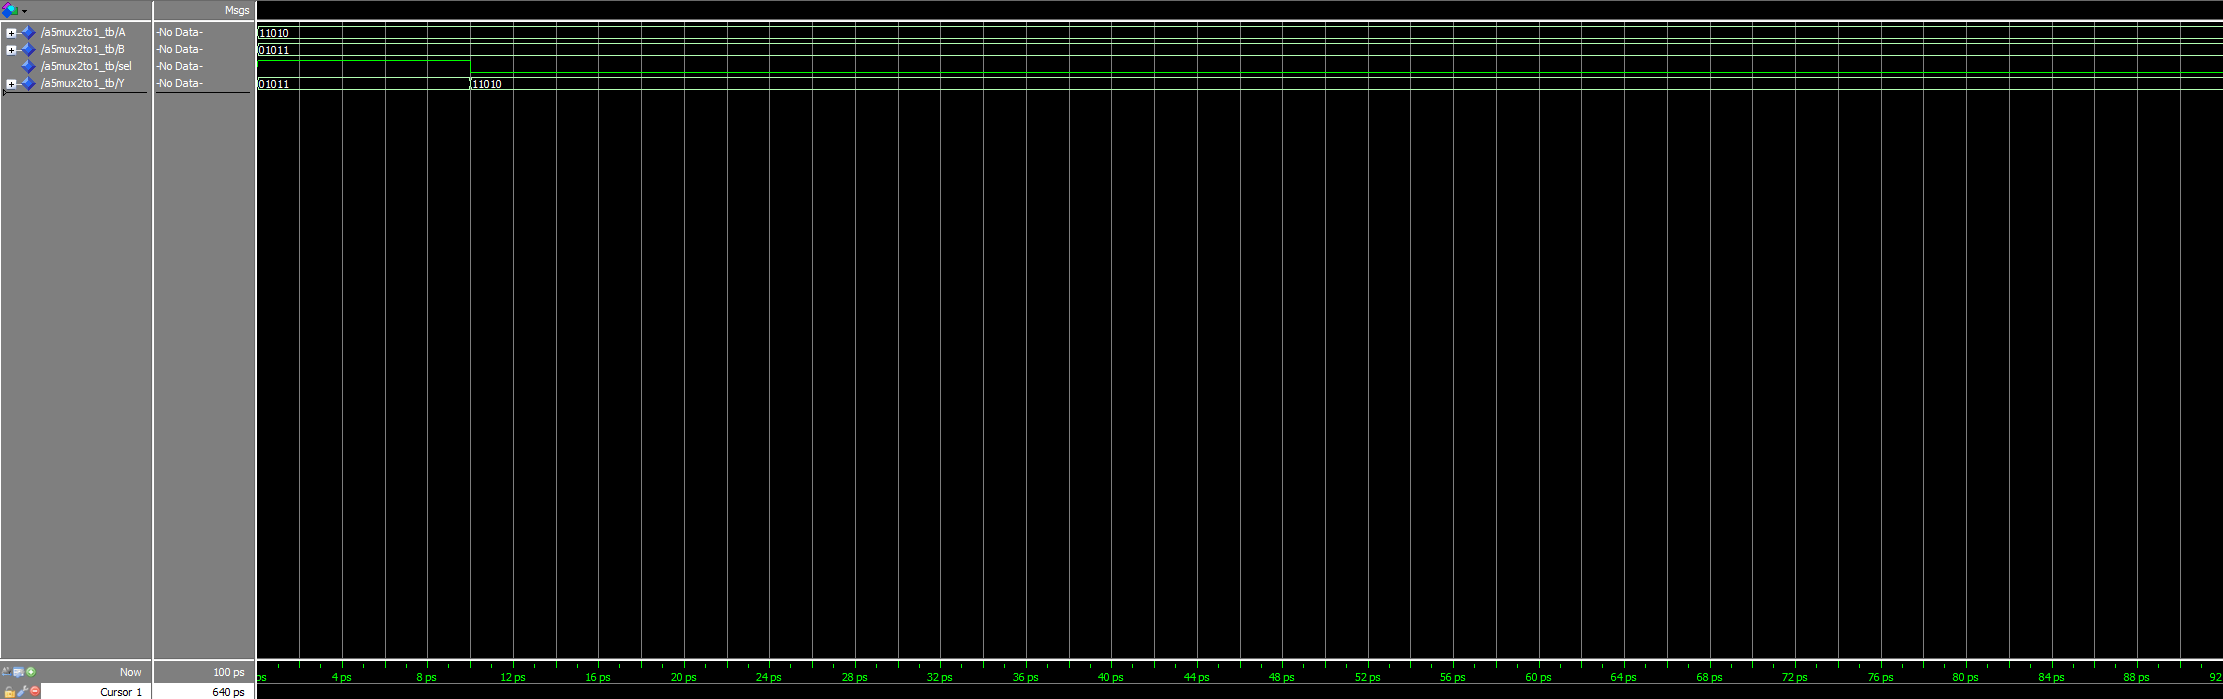 Msgs
/a5mux2to1_tb/A -No Data- 11010
/a5mux2to1_tb/B -No Data- 01011
/a5mux2to1_tb/sel -No Data-
/a5mux2to1_tb/Y -No Data- 01011 11010
Now 100 ps
ps 4 ps 8 ps 12 ps 16 ps 20 ps 24 ps 28 ps 32 ps 36 ps 40 ps 44 ps 48 ps 52 ps 56 ps 60 ps 64 ps 68 ps 72 ps 76 ps 80 ps 84 ps 88 ps 92
Cursor 1 640 ps